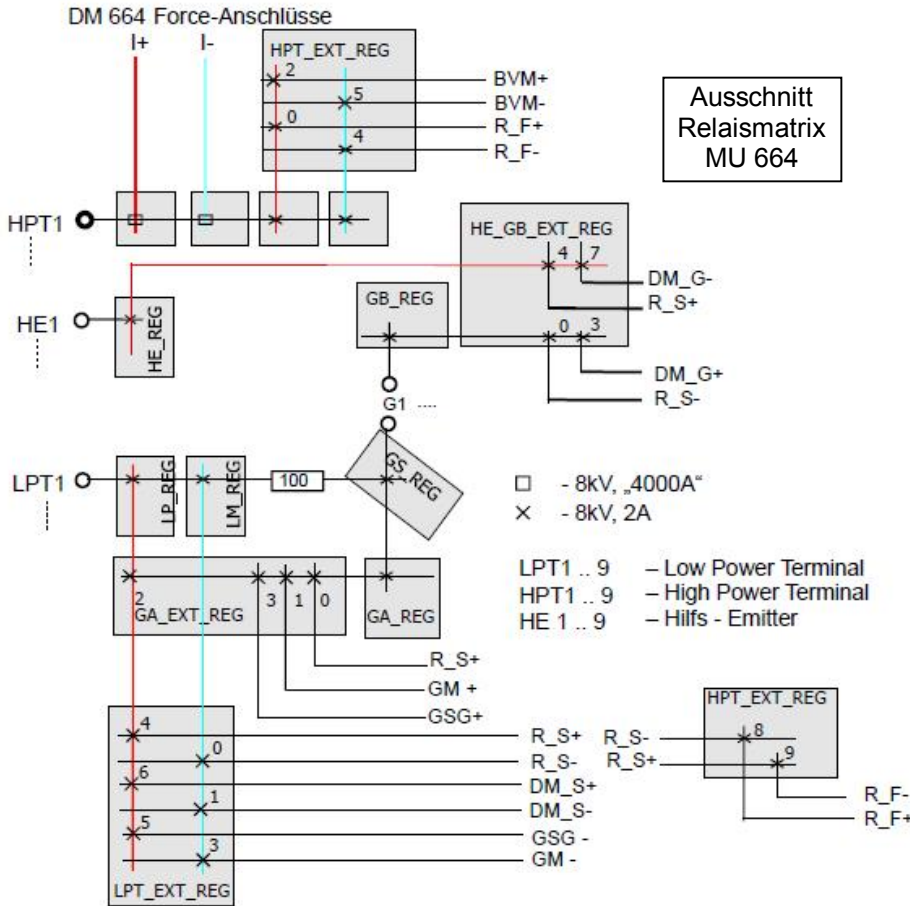 DM 664 Force-Anschlüsse
I+ I-
HPT_EXT_REG
2
BVM+
5
BVM-
0
R_F+
4
R_F-
Ausschnitt
Relaismatrix
MU 664
HPT1
HE_GB_EXT_REG
4 7
DM_G-
R_S+
GB_REG
HE1
HE_REG
0 3
DM_G+
R_S-
G1 ....
GS_REG
LPT1
LP_REG
LM_REG
100
- 8kV, „4000A“
- 8kV, 2A
LPT1 .. 9 – Low Power Terminal
HPT1 .. 9 – High Power Terminal
HE 1 .. 9 – Hilfs - Emitter
2 3 1 0
GA_EXT_REG
GA_REG
R_S+
GM +
GSG+
4
R_S+
0
R_S-
6
DM_S+
1
DM_S-
5
GSG -
3
GM -
LPT_EXT_REG
HPT_EXT_REG
R_S- 8
R_S+ 9
R_F-
R_F+